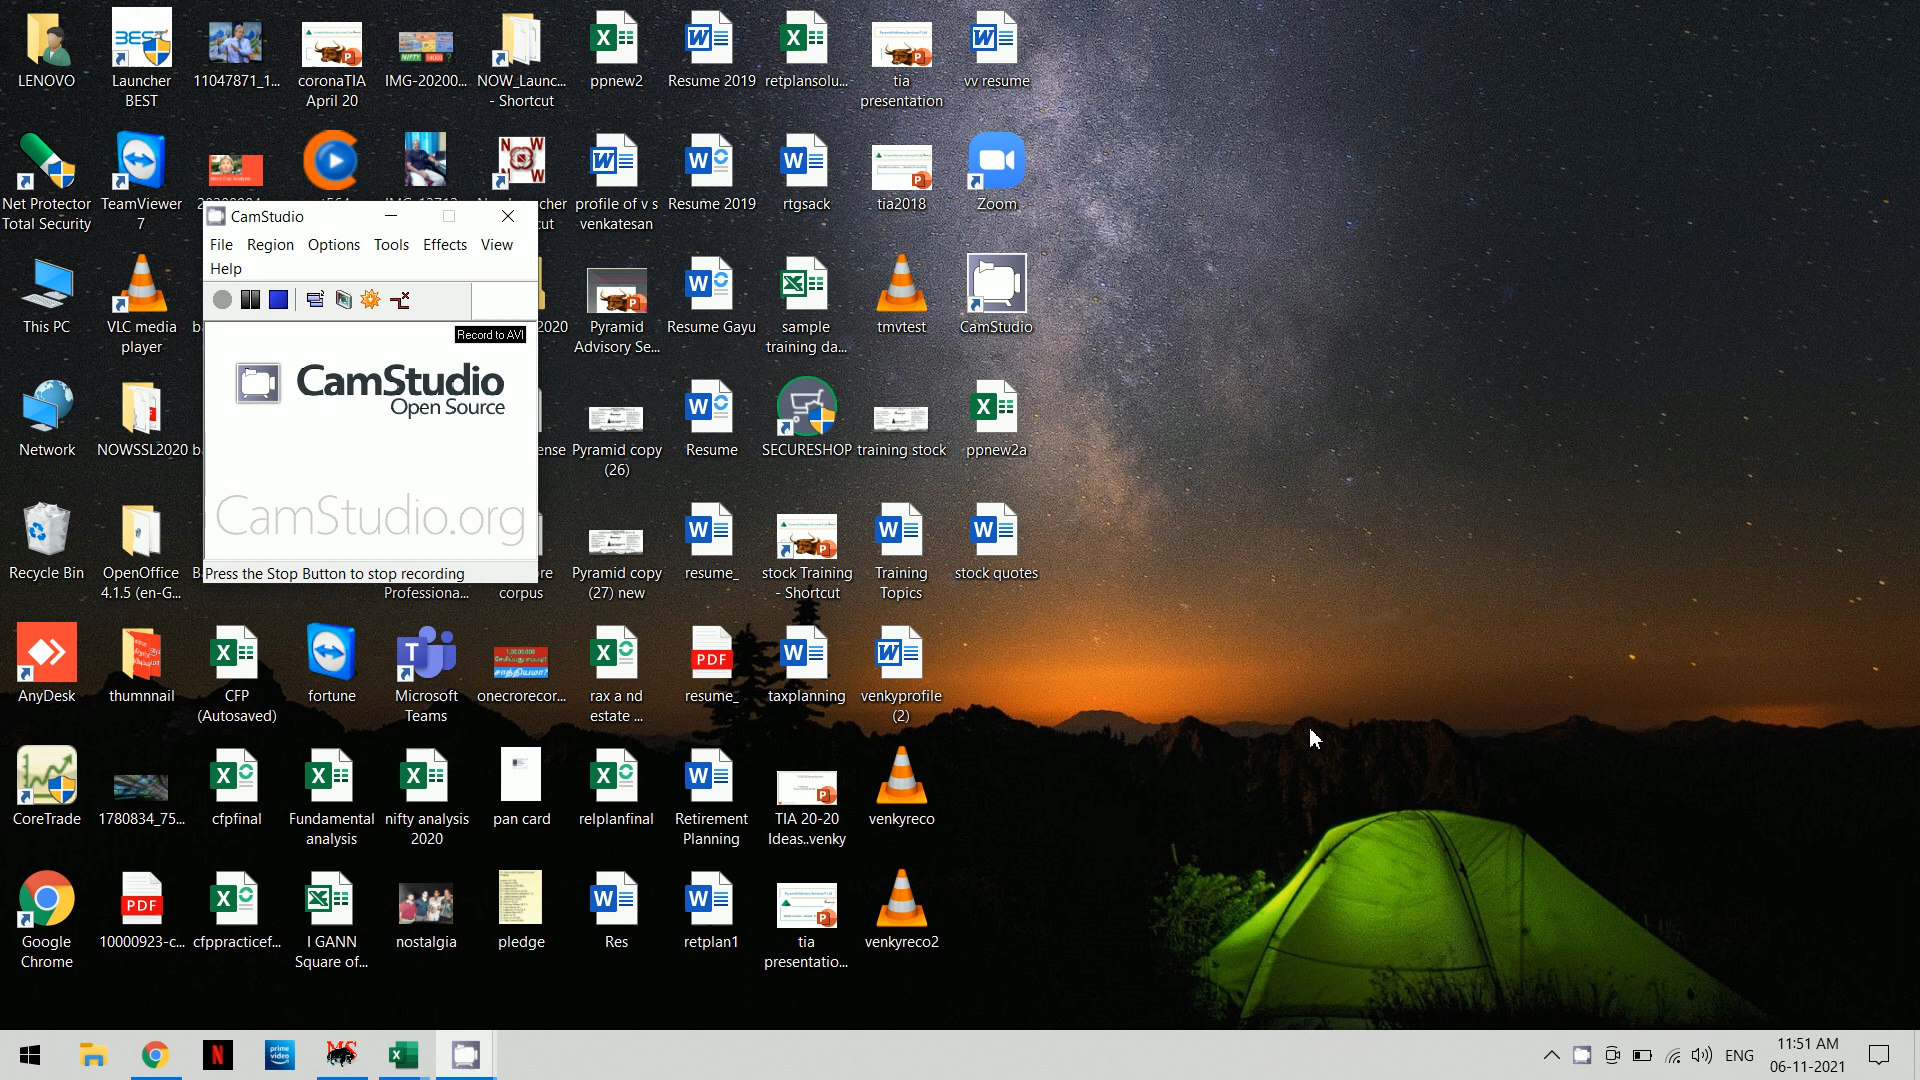 LENOVO
Launcher
BEST
11047871_1...
coronaTIA
April 20
IMG-20200...
NOW_Launc...
- Shortcut
ppnew2
Resume 2019
retplansolu...
tia
presentation
vv resume
Net Protector
Total Security
TeamViewer
7
profile of v s
venkatesan
Resume 2019
rtgsack
tia2018
Zoom
CamStudio
File Region Options Tools Effects View
Help
Record to AVI
CamStudio
Open Source
CamStudio.org
Press the Stop Button to stop recording
This PC
VLC media
player
2020
Pyramid
Advisory Se...
Resume Gayu
sample
training da...
tmvtest
CamStudio
Network
NOWSSL2020
ense
Pyramid copy
(26)
Resume
SECURESHOP
training stock
ppnew2a
Recycle Bin
OpenOffice
4.1.5 (en-G...
Professiona...
corpus
Pyramid copy
(27) new
resume_
stock Training
- Shortcut
Training
Topics
stock quotes
AnyDesk
thumnnail
CFP
(Autosaved)
fortune
Microsoft
Teams
onecrorecor...
rax a nd
estate ...
resume_
taxplanning
venkyprofile
(2)
CoreTrade
1780834_75...
cfpfinal
Fundamental
analysis
nifty analysis
2020
pan card
relplanfinal
Retirement
Planning
TIA 20-20
Ideas..venky
venkyreco
Google
Chrome
10000923-c...
cfppracticef...
I GANN
Square of...
nostalgia
pledge
Res
retplan1
tia
presentatio...
venkyreco2
prime
video
MS
ENG
11:51 AM
06-11-2021